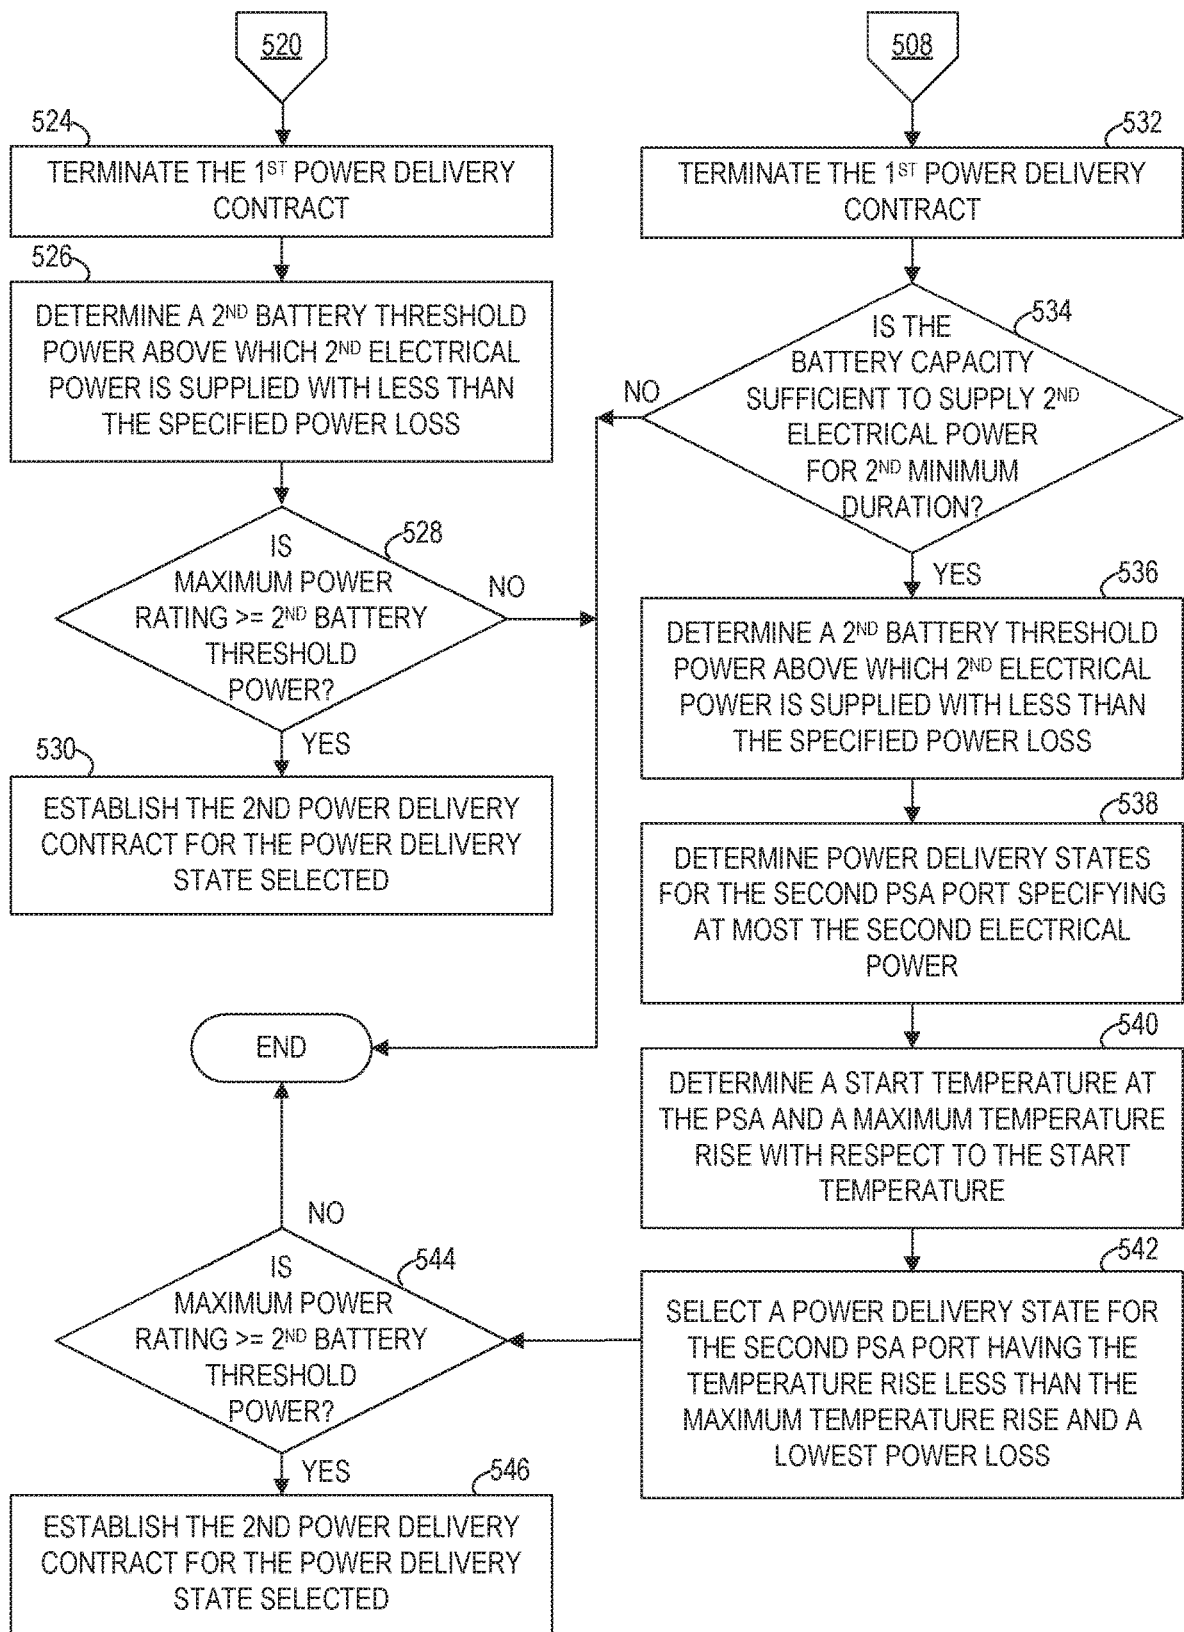 520
524
TERMINATE THE 1ST POWER DELIVERY
CONTRACT
526
DETERMINE A 2ND BATTERY THRESHOLD
POWER ABOVE WHICH 2ND ELECTRICAL
POWER IS SUPPLIED WITH LESS THAN
THE SPECIFIED POWER LOSS
528
IS
MAXIMUM POWER
RATING >= 2ND BATTERY
THRESHOLD
POWER?
NO
YES
530
ESTABLISH THE 2ND POWER DELIVERY
CONTRACT FOR THE POWER DELIVERY
STATE SELECTED
508
532
TERMINATE THE 1ST POWER DELIVERY
CONTRACT
534
IS THE
BATTERY CAPACITY
SUFFICIENT TO SUPPLY 2ND
ELECTRICAL POWER
FOR 2ND MINIMUM
DURATION?
NO
YES
536
DETERMINE A 2ND BATTERY THRESHOLD
POWER ABOVE WHICH 2ND ELECTRICAL
POWER IS SUPPLIED WITH LESS THAN
THE SPECIFIED POWER LOSS
538
DETERMINE POWER DELIVERY STATES
FOR THE SECOND PSA PORT SPECIFYING
AT MOST THE SECOND ELECTRICAL
POWER
540
DETERMINE A START TEMPERATURE AT
THE PSA AND A MAXIMUM TEMPERATURE
RISE WITH RESPECT TO THE START
TEMPERATURE
542
SELECT A POWER DELIVERY STATE FOR
THE SECOND PSA PORT HAVING THE
TEMPERATURE RISE LESS THAN THE
MAXIMUM TEMPERATURE RISE AND A
LOWEST POWER LOSS
END
NO
544
IS
MAXIMUM POWER
RATING >= 2ND BATTERY
THRESHOLD
POWER?
YES
546
ESTABLISH THE 2ND POWER DELIVERY
CONTRACT FOR THE POWER DELIVERY
STATE SELECTED